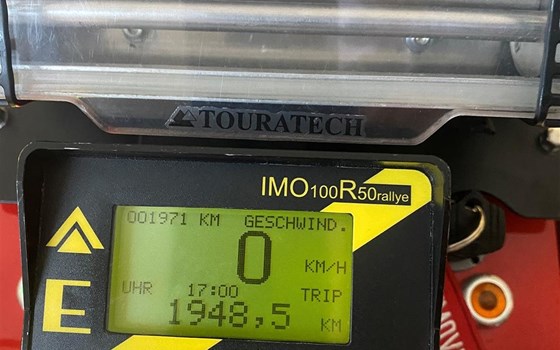 TOURATECH
IMO100R50rallye
001971 KM GESCHWIND.
0 KM/H
UHR 17:00 TRIP
1948,5 KM
E